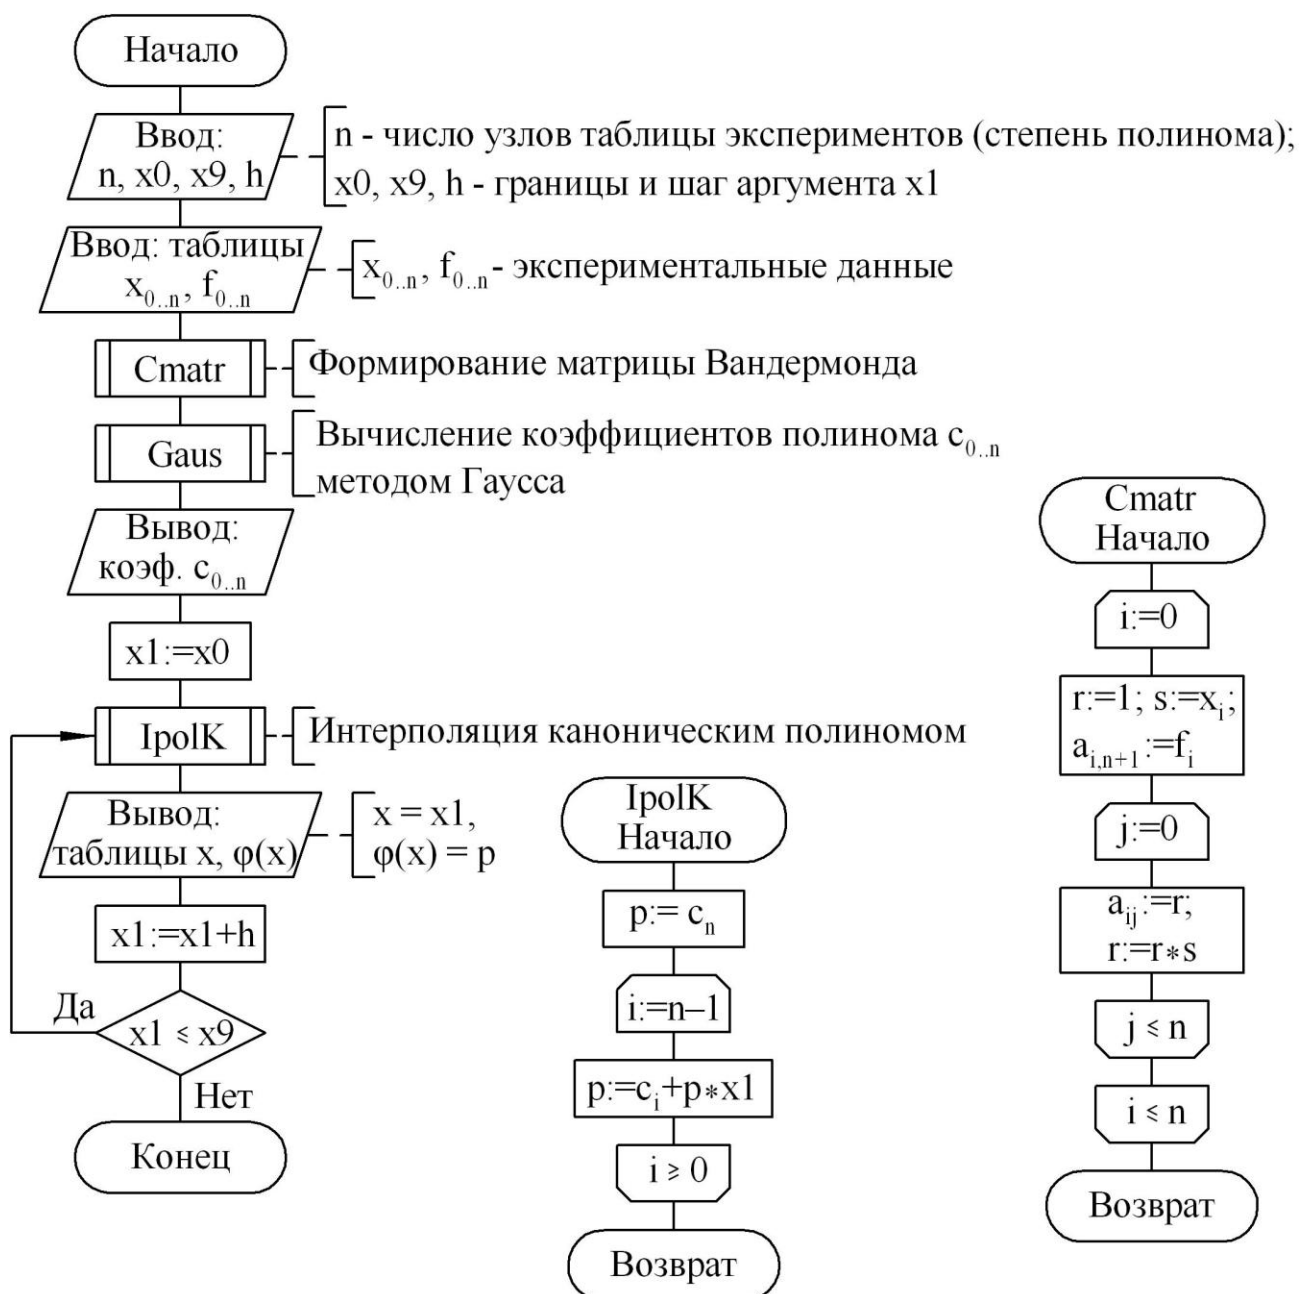 Начало
Ввод:
n, x0, x9, h
n - число узлов таблицы экспериментов (степень полинома);
x0, x9, h - границы и шаг аргумента x1
Ввод: таблицы
x₀..ₙ, f₀..ₙ
x₀..ₙ, f₀..ₙ - экспериментальные данные
Cmatr
Формирование матрицы Вандермонда
Gaus
Вычисление коэффициентов полинома c₀..ₙ
методом Гаусса
Вывод:
коэф. c₀..ₙ
x1:=x0
IpolK
Интерполяция каноническим полиномом
Вывод:
таблицы x, φ(x)
x = x1,
φ(x) = p
x1:=x1+h
Да
x1 ≤ x9
Нет
Конец
IpolK
Начало
p:= cₙ
i:=n–1
p:=cᵢ+p*x1
i ≥ 0
Возврат
Cmatr
Начало
i:=0
r:=1; s:=xᵢ;
aᵢ,ₙ₊₁:=fᵢ
j:=0
aᵢⱼ:=r;
r:=r*s
j ≤ n
i ≤ n
Возврат